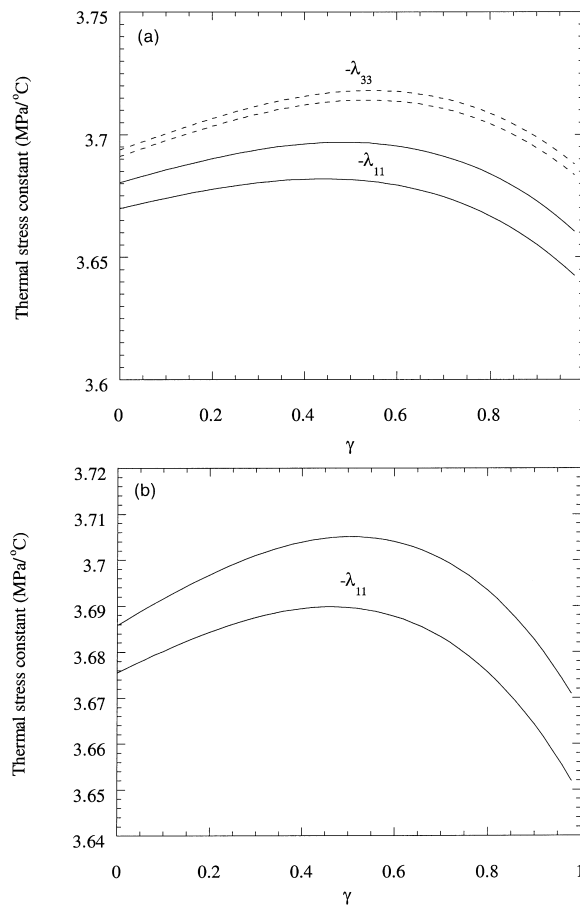 3.75
(a)
-λ33
3.7
-λ11
3.65
3.6
Thermal stress constant (MPa/°C)
0 0.2 0.4 0.6 0.8 1
γ
3.72
(b)
3.71
3.7
-λ11
3.69
3.68
3.67
3.66
3.65
3.64
Thermal stress constant (MPa/°C)
0 0.2 0.4 0.6 0.8 1
γ